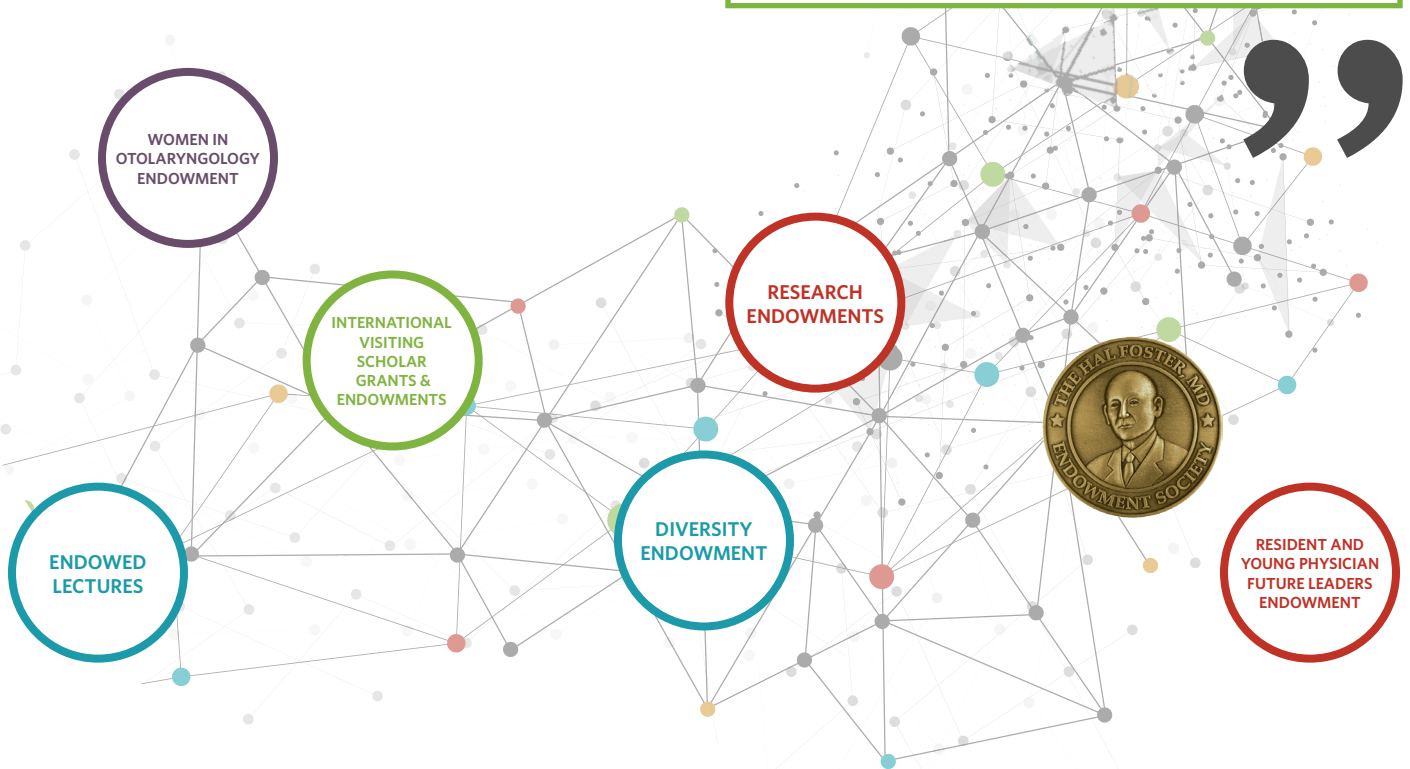 ”
WOMEN IN
OTOLARYNGOLOGY
ENDOWMENT
INTERNATIONAL
VISITING
SCHOLAR
GRANTS &
ENDOWMENTS
RESEARCH
ENDOWMENTS
THE HAL FOSTER, MD
ENDOWMENT SOCIETY
ENDOWED
LECTURES
DIVERSITY
ENDOWMENT
RESIDENT AND
YOUNG PHYSICIAN
FUTURE LEADERS
ENDOWMENT